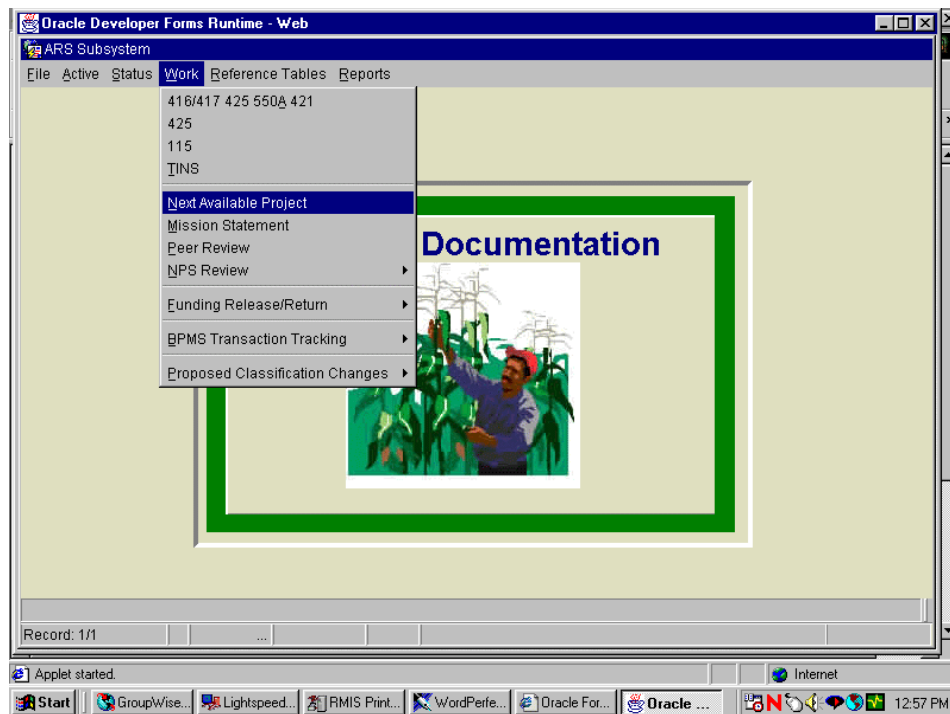 Oracle Developer Forms Runtime - Web
ARS Subsystem
File Active Status Work Reference Tables Reports
416/417 425 550A 421
425
115
TINS
Next Available Project
Mission Statement
Peer Review
NPS Review
Funding Release/Return
BPMS Transaction Tracking
Proposed Classification Changes
Documentation
Record: 1/1
...
Applet started.
Internet
Start
GroupWise...
Lightspeed...
RMIS Print...
WordPerfe...
Oracle For...
Oracle ...
N
12:57 PM